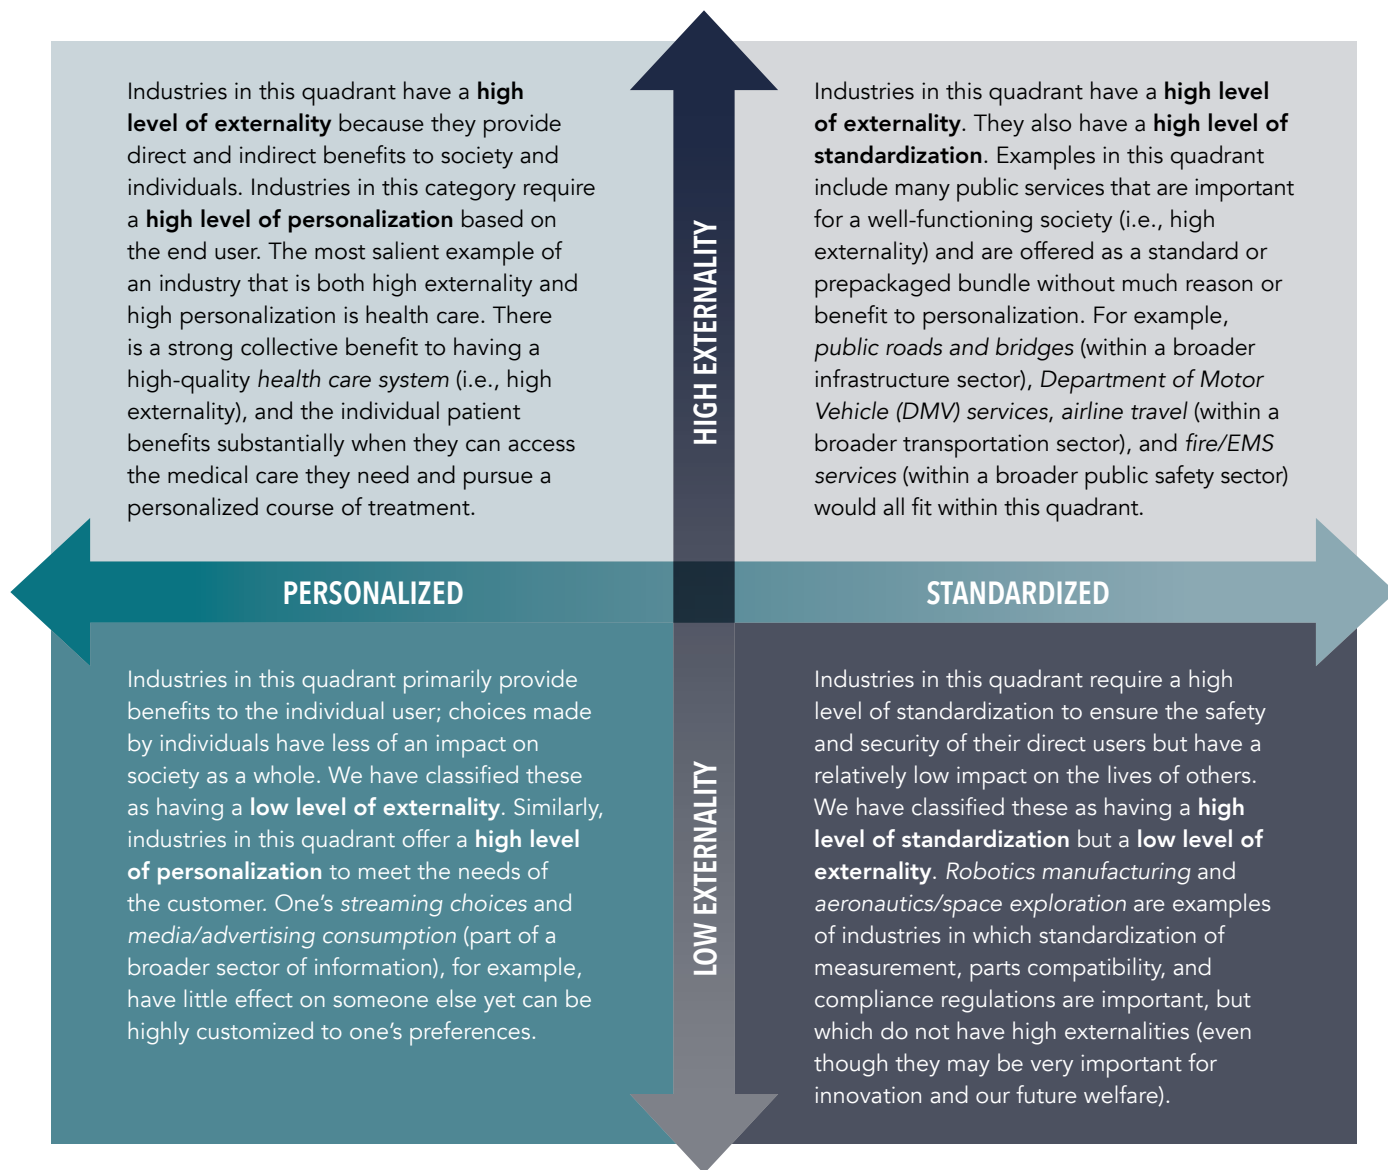 Industries in this quadrant have a high
level of externality because they provide
direct and indirect benefits to society and
individuals. Industries in this category require
a high level of personalization based on
the end user. The most salient example of
an industry that is both high externality and
high personalization is health care. There
is a strong collective benefit to having a
high-quality health care system (i.e., high
externality), and the individual patient
benefits substantially when they can access
the medical care they need and pursue a
personalized course of treatment.
HIGH EXTERNALITY
Industries in this quadrant have a high level
of externality. They also have a high level of
standardization. Examples in this quadrant
include many public services that are important
for a well-functioning society (i.e., high
externality) and are offered as a standard or
prepackaged bundle without much reason or
benefit to personalization. For example,
public roads and bridges (within a broader
infrastructure sector), Department of Motor
Vehicle (DMV) services, airline travel (within a
broader transportation sector), and fire/EMS
services (within a broader public safety sector)
would all fit within this quadrant.
PERSONALIZED
STANDARDIZED
Industries in this quadrant primarily provide
benefits to the individual user; choices made
by individuals have less of an impact on
society as a whole. We have classified these
as having a low level of externality. Similarly,
industries in this quadrant offer a high level
of personalization to meet the needs of
the customer. One’s streaming choices and
media/advertising consumption (part of a
broader sector of information), for example,
have little effect on someone else yet can be
highly customized to one’s preferences.
LOW EXTERNALITY
Industries in this quadrant require a high
level of standardization to ensure the safety
and security of their direct users but have a
relatively low impact on the lives of others.
We have classified these as having a high
level of standardization but a low level of
externality. Robotics manufacturing and
aeronautics/space exploration are examples
of industries in which standardization of
measurement, parts compatibility, and
compliance regulations are important, but
which do not have high externalities (even
though they may be very important for
innovation and our future welfare).